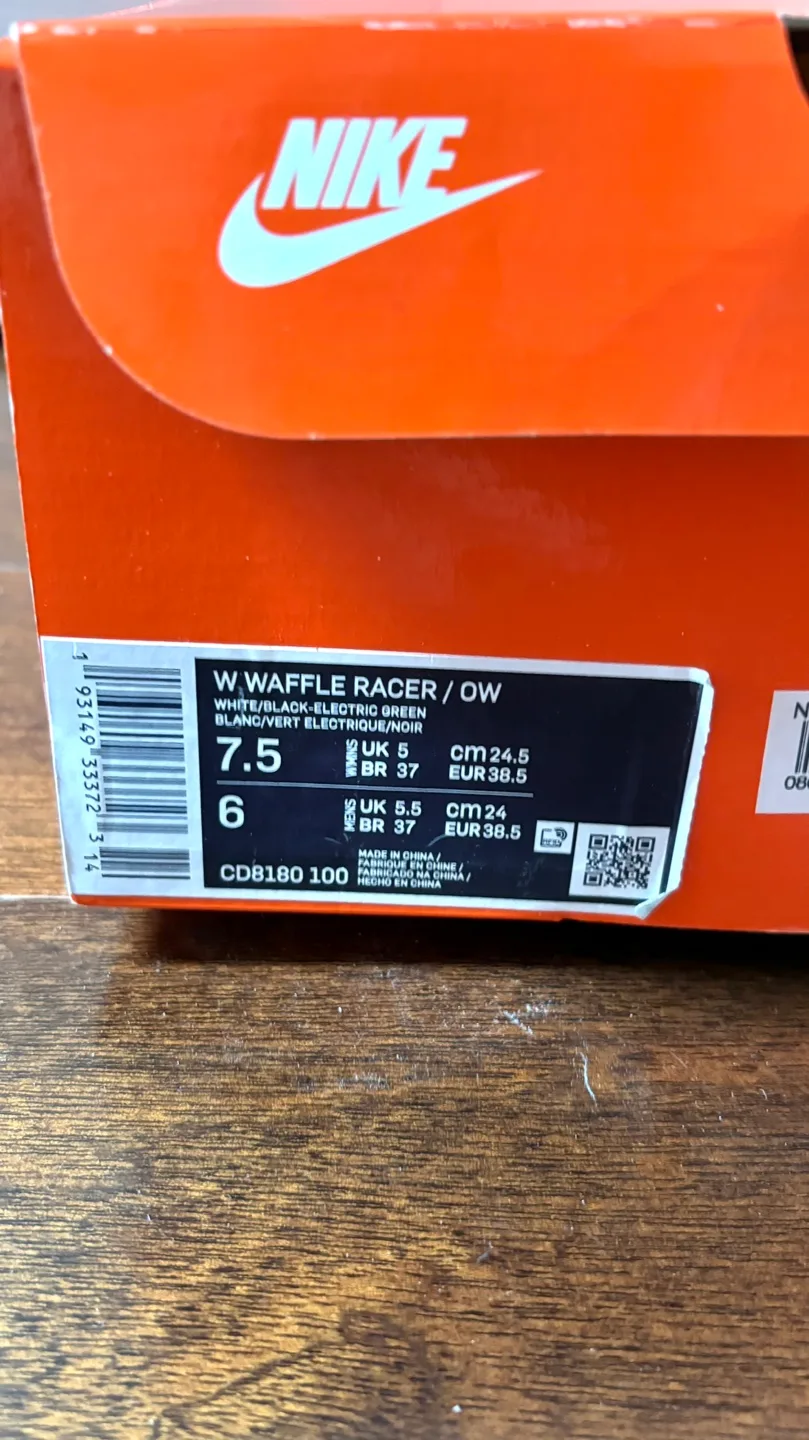 NIKE
W WAFFLE RACER / OW
WHITE/BLACK-ELECTRIC GREEN
BLANC/VERT ELECTRIQUE/NOIR
7.5 WMNS UK 5 cm 24.5
BR 37 EUR 38.5
6 MENS UK 5.5 cm 24
BR 37 EUR 38.5
CD8180 100
MADE IN CHINA /
FABRIQUE EN CHINE /
FABRICADO NA CHINA /
HECHO EN CHINA
1 93149 33372 3 14